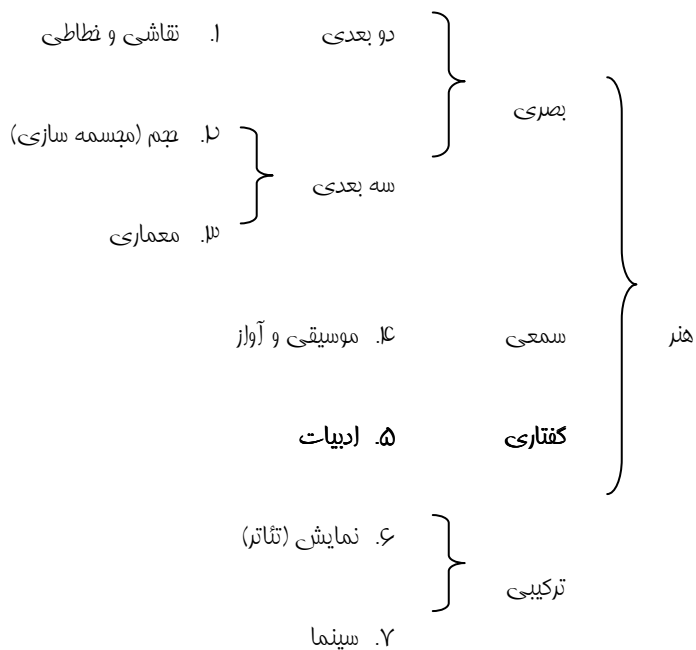 دو بعدی ۱. نقاشی و خطاطی
بصری
۲. حجم (مجسمه سازی)
سه بعدی
۳. معماری
هنر سمعی ۴. موسیقی و آواز
گفتاری ۵. ادبیات
۶. نمایش (تئاتر)
ترکیبی
۷. سینما